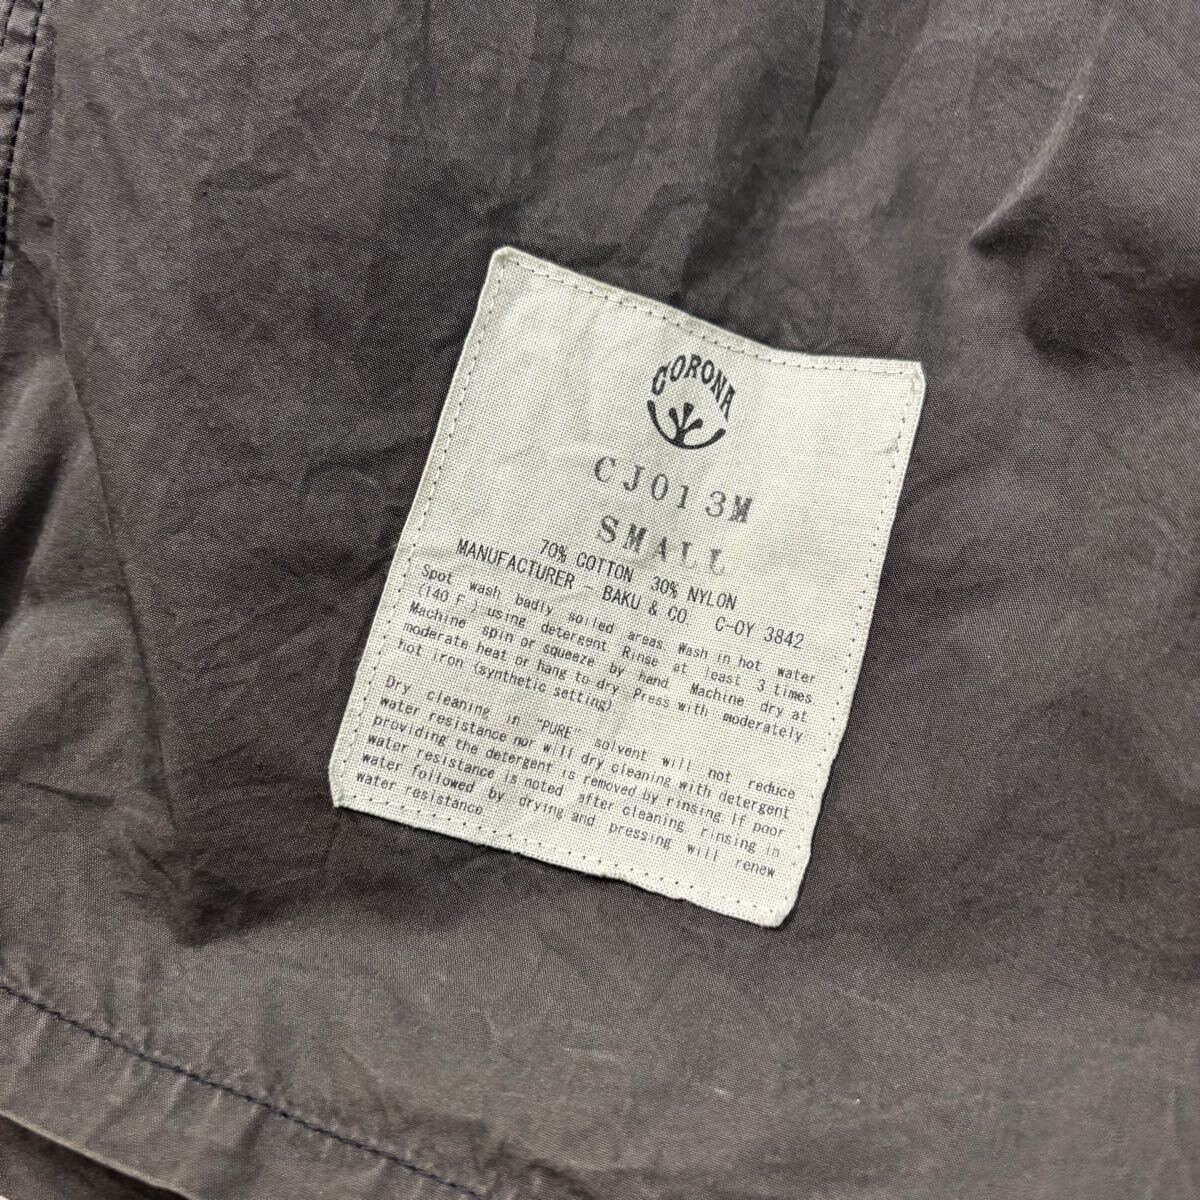 CORONA
CJ013M
SMALL
70% COTTON 30% NYLON
MANUFACTURER BAKU & CO. C-OY 3842
Spot wash badly soiled areas Wash in hot water
(140 F ) using detergent Rinse at least 3 times
Machine spin or squeeze by hand Machine dry at
moderate heat or hang to dry. Press with moderately
hot iron (synthetic setting)
Dry cleaning in "PURE" solvent will not reduce
water resistance nor will dry cleaning with detergent
providing the detergent is removed by rinsing. If poor
water resistance is noted after cleaning, rinsing in
water followed by drying and pressing will renew
water resistance